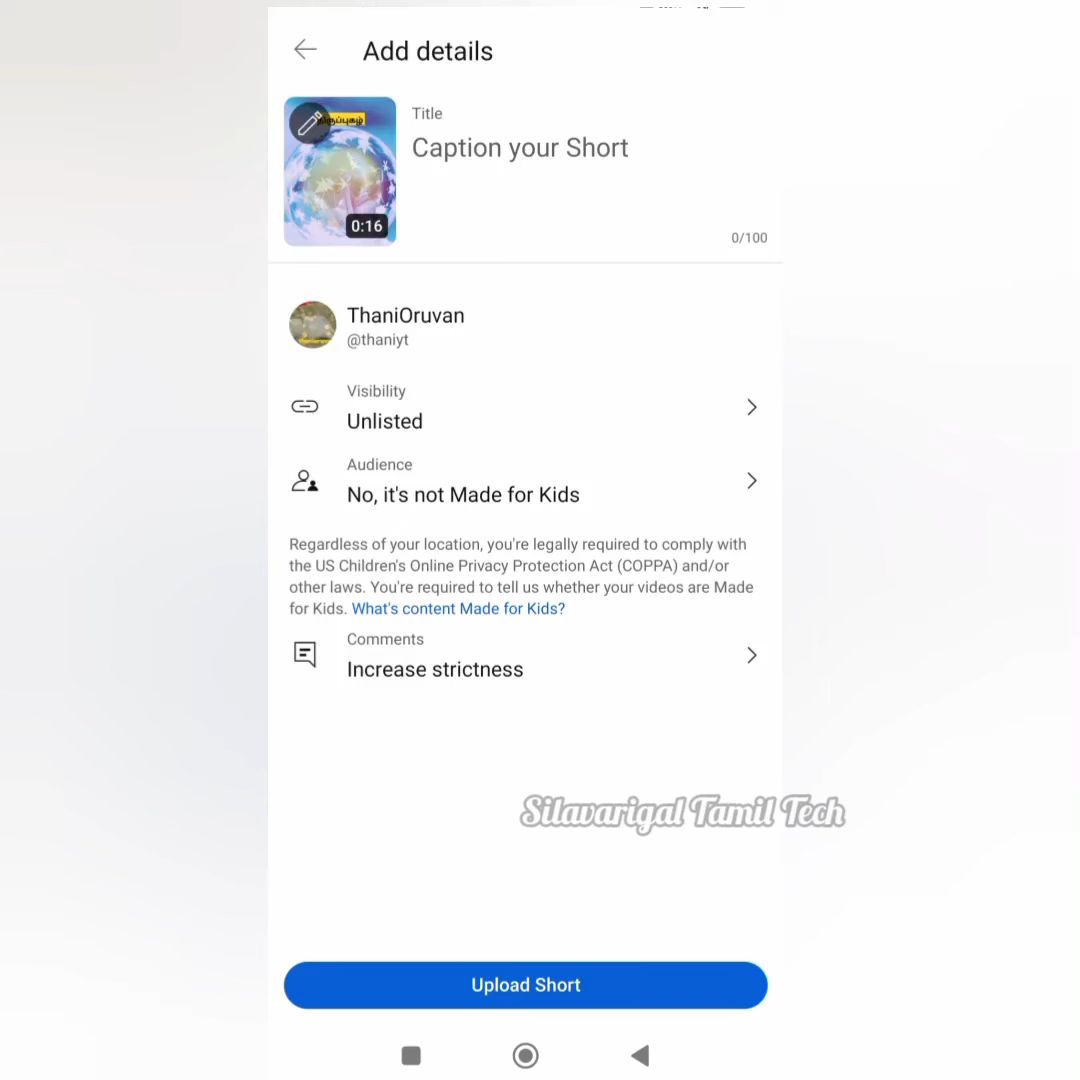 Add details
திருப்புகழ்
0:16
Title
Caption your Short
0/100
ThaniOruvan
@thaniyt
Visibility
Unlisted
Audience
No, it's not Made for Kids
Regardless of your location, you're legally required to comply with
the US Children's Online Privacy Protection Act (COPPA) and/or
other laws. You're required to tell us whether your videos are Made
for Kids. What's content Made for Kids?
Comments
Increase strictness
Silavarigal Tamil Tech
Upload Short